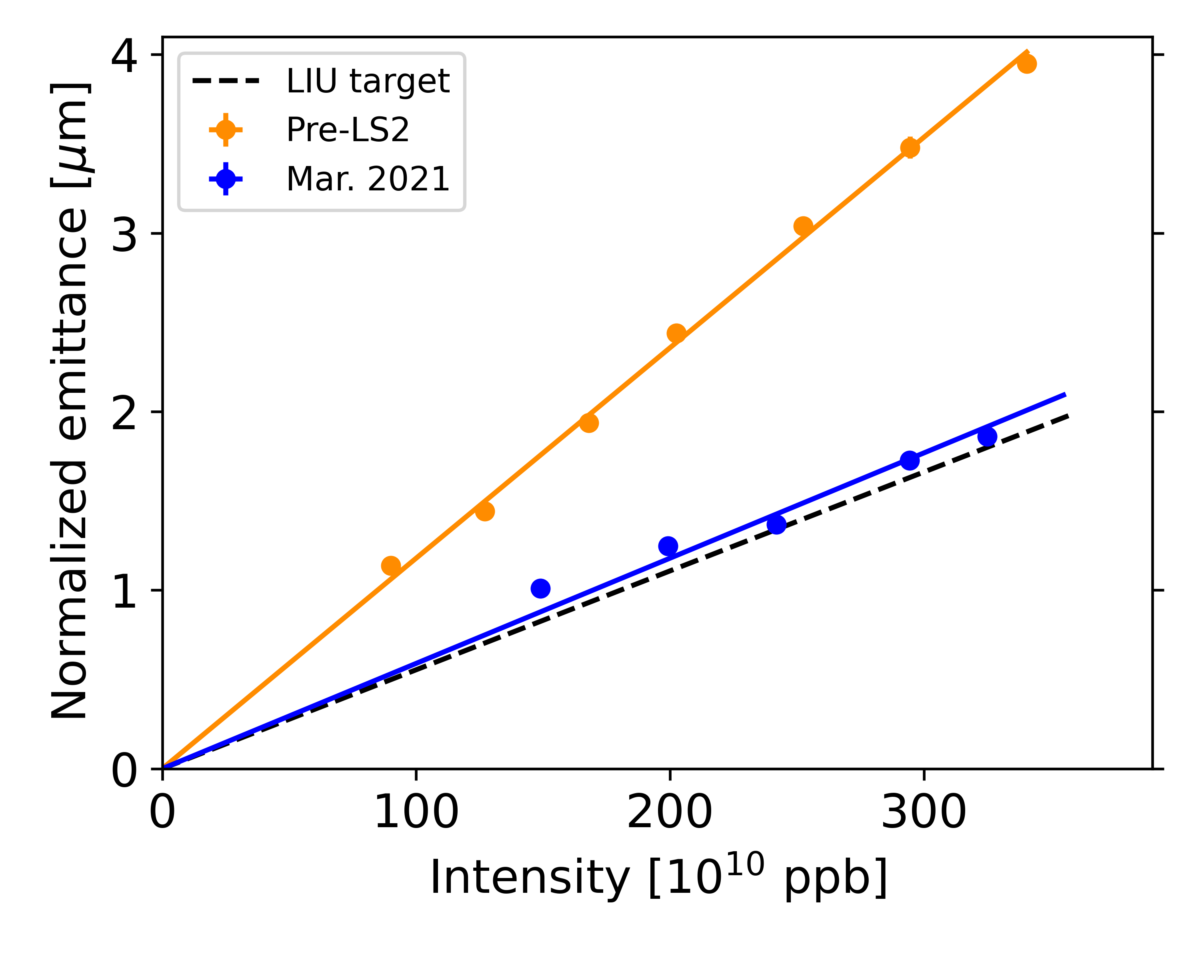 4
3
2
1
0
Normalized emittance [μm]
LIU target
Pre-LS2
Mar. 2021
0 100 200 300
Intensity [10¹⁰ ppb]